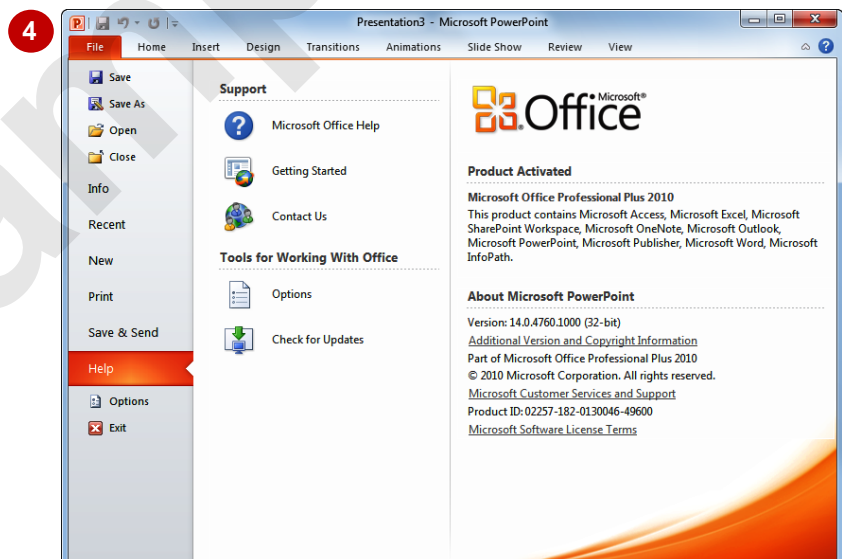 4
Presentation3 - Microsoft PowerPoint
File Home Insert Design Transitions Animations Slide Show Review View
Save
Save As
Open
Close
Info
Recent
New
Print
Save & Send
Help
Options
Exit
Support
Microsoft Office Help
Getting Started
Contact Us
Tools for Working With Office
Options
Check for Updates
Microsoft®
Office
Product Activated
Microsoft Office Professional Plus 2010
This product contains Microsoft Access, Microsoft Excel, Microsoft
SharePoint Workspace, Microsoft OneNote, Microsoft Outlook,
Microsoft PowerPoint, Microsoft Publisher, Microsoft Word, Microsoft
InfoPath.
About Microsoft PowerPoint
Version: 14.0.4760.1000 (32-bit)
Additional Version and Copyright Information
Part of Microsoft Office Professional Plus 2010
© 2010 Microsoft Corporation. All rights reserved.
Microsoft Customer Services and Support
Product ID: 02257-182-0130046-49600
Microsoft Software License Terms